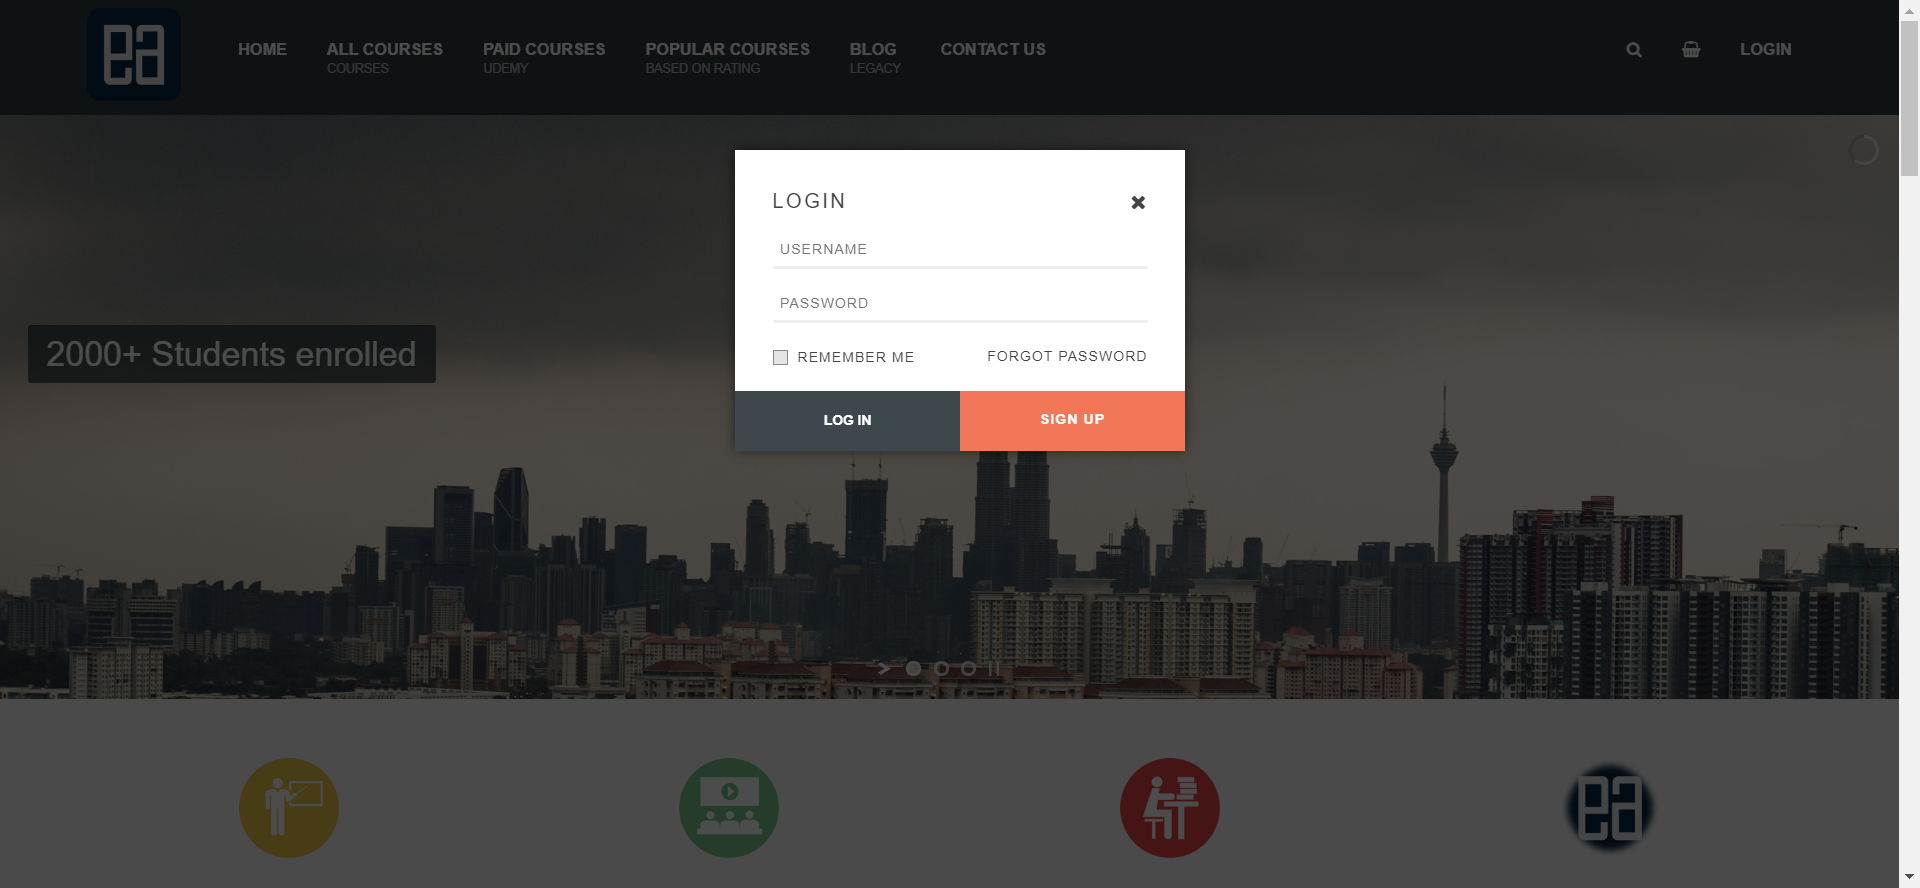 HOME
ALL COURSES
COURSES
PAID COURSES
UDEMY
POPULAR COURSES
BASED ON RATING
BLOG
LEGACY
CONTACT US
LOGIN
LOGIN
USERNAME
PASSWORD
REMEMBER ME
FORGOT PASSWORD
LOG IN
SIGN UP
2000+ Students enrolled